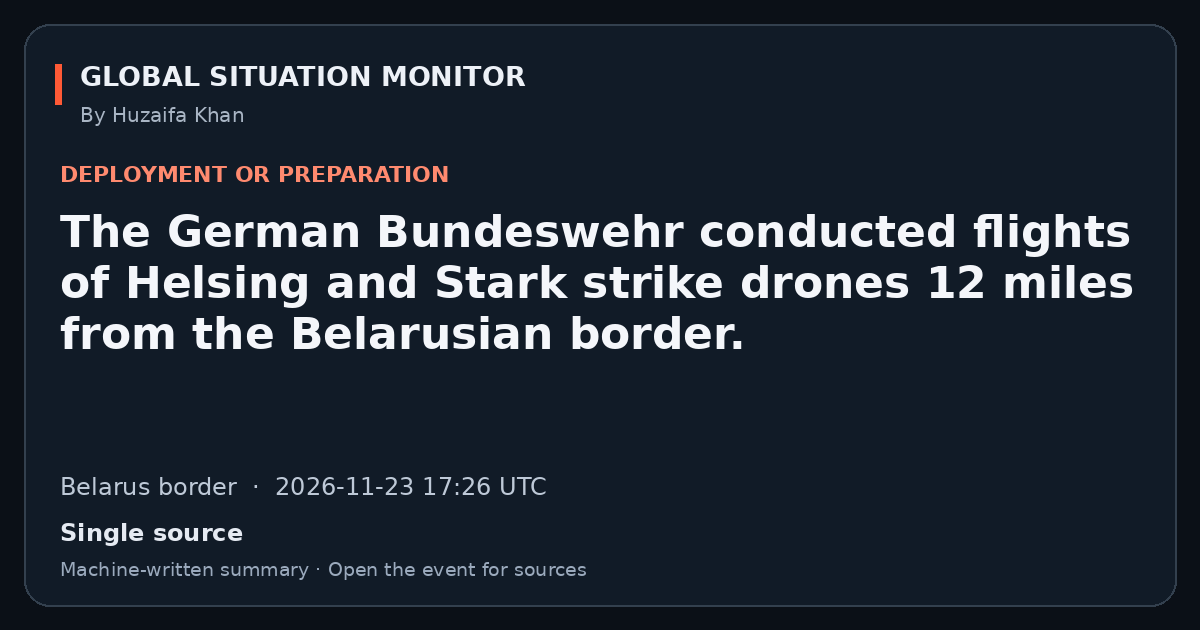 GLOBAL SITUATION MONITOR
By Huzaifa Khan
DEPLOYMENT OR PREPARATION
The German Bundeswehr conducted flights
of Helsing and Stark strike drones 12 miles
from the Belarusian border.
Belarus border · 2026-11-23 17:26 UTC
Single source
Machine-written summary · Open the event for sources